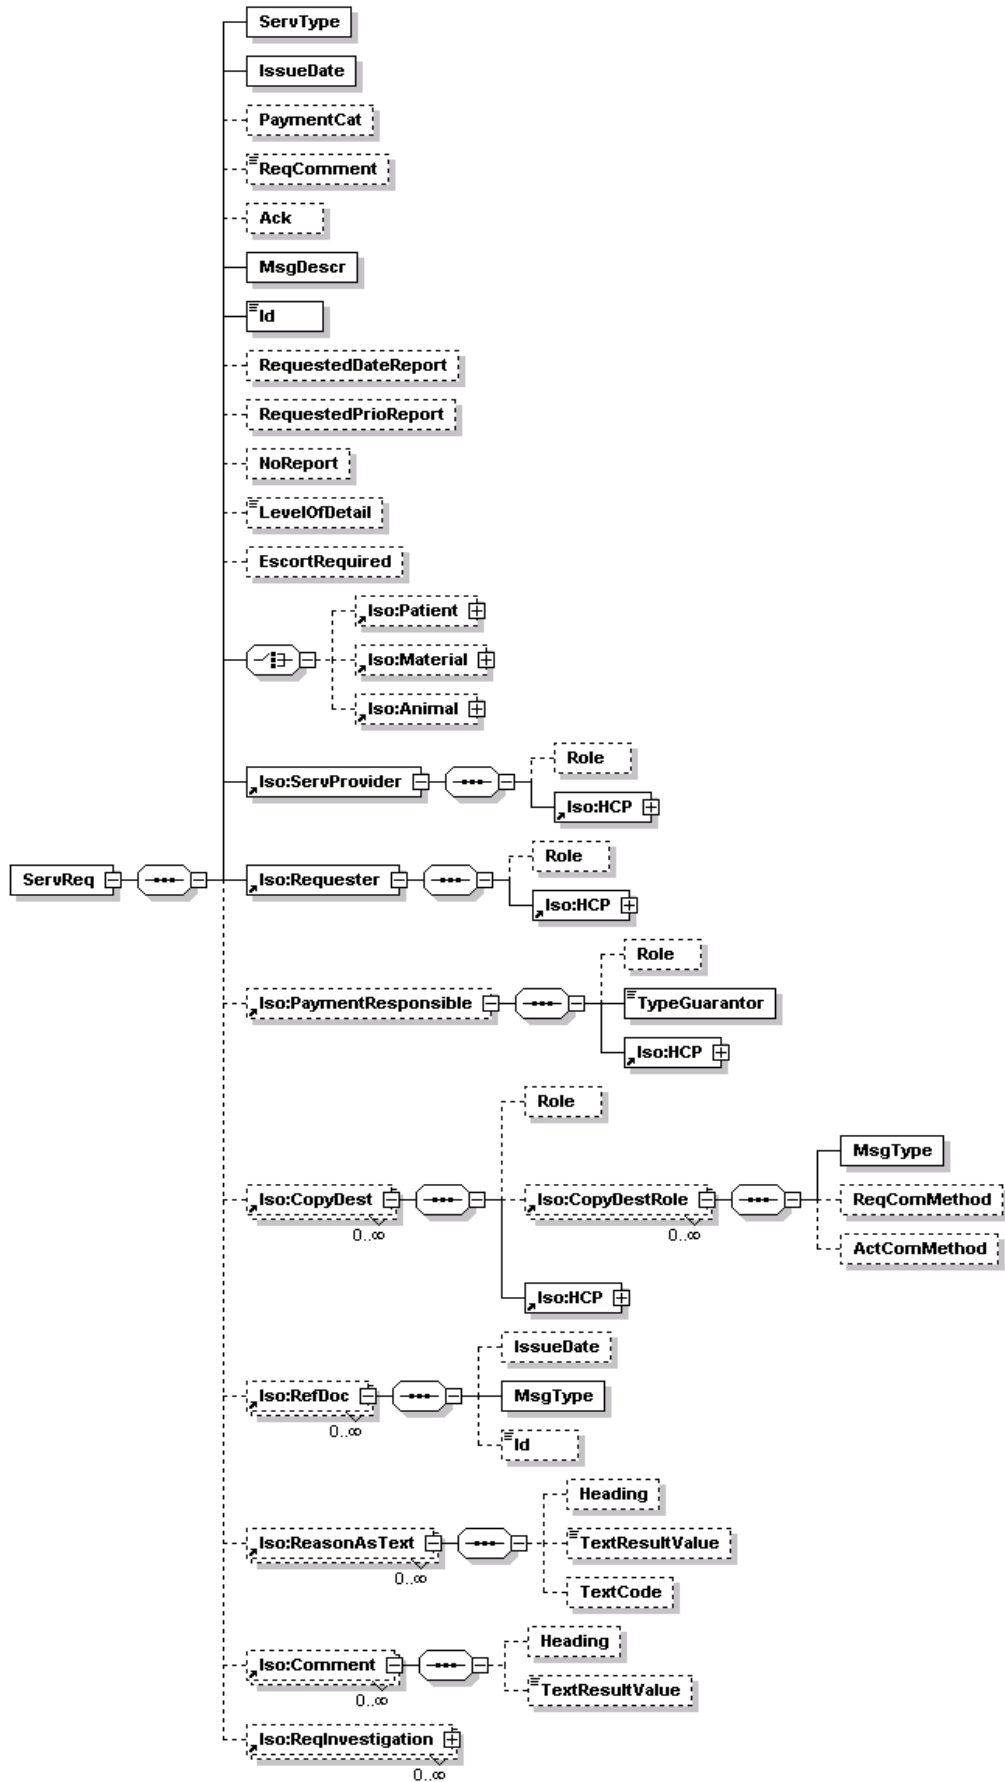 ServType
IssueDate
PaymentCat
ReqComment
Ack
MsgDescr
Id
RequestedDateReport
RequestedPrioReport
NoReport
LevelOfDetail
EscortRequired
Iso:Patient
Iso:Material
Iso:Animal
Role
Iso:ServProvider
Iso:HCP
Role
ServReq
Iso:Requester
Iso:HCP
Role
Iso:PaymentResponsible
TypeGuarantor
Iso:HCP
Role
MsgType
Iso:CopyDest
Iso:CopyDestRole
ReqComMethod
0..∞
0..∞
ActComMethod
Iso:HCP
IssueDate
Iso:RefDoc
MsgType
0..∞
Id
Heading
Iso:ReasonAsText
TextResultValue
0..∞
TextCode
Heading
Iso:Comment
TextResultValue
0..∞
Iso:ReqInvestigation
0..∞